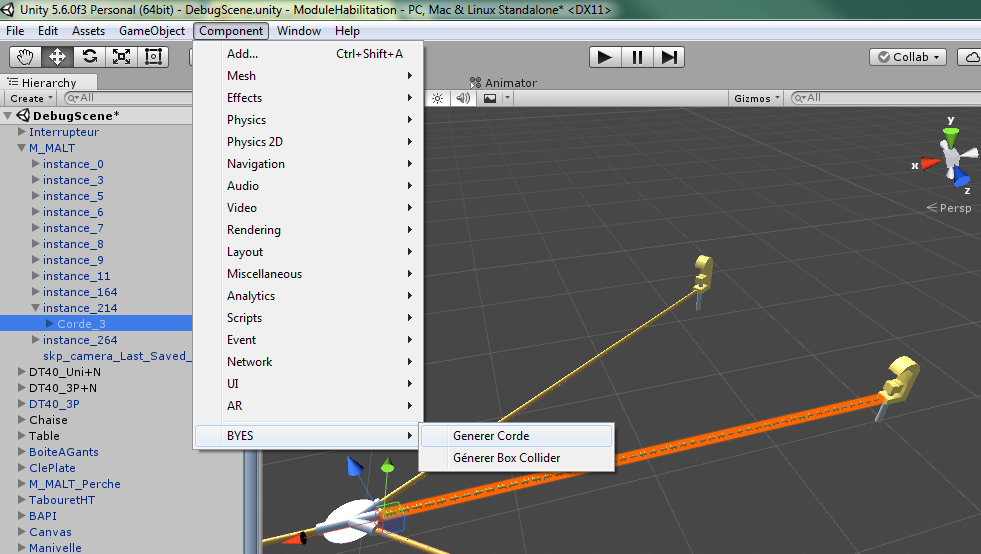 Unity 5.6.0f3 Personal (64bit) - DebugScene.unity - ModuleHabilitation - PC, Mac & Linux Standalone* <DX11>
File Edit Assets GameObject Component Window Help
Collab
Hierarchy
Create All
DebugScene*
Interrupteur
M_MALT
instance_0
instance_3
instance_5
instance_6
instance_7
instance_8
instance_9
instance_11
instance_164
instance_214
Corde_3
instance_264
skp_camera_Last_Saved_
DT40_Uni+N
DT40_3P+N
DT40_3P
Chaise
Table
BoiteAGants
ClePlate
M_MALT_Perche
TabouretHT
BAPI
Canvas
Manivelle
Add... Ctrl+Shift+A
Mesh
Effects
Physics
Physics 2D
Navigation
Audio
Video
Rendering
Layout
Miscellaneous
Analytics
Scripts
Event
Network
UI
AR
BYES
Generer Corde
Génerer Box Collider
Animator
Gizmos All
y
x
z
Persp